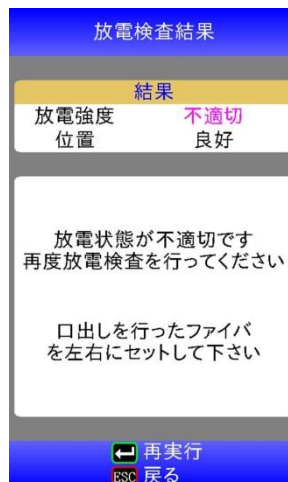 放電検査結果
結果
放電強度 不適切
位置 良好
放電状態が不適切です
再度放電検査を行ってください
口出しを行ったファイバ
を左右にセットして下さい
再実行
ESC 戻る